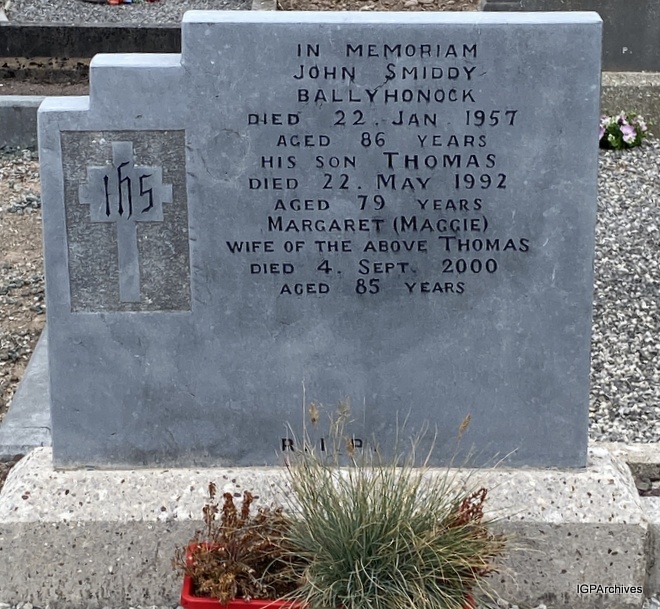 IN MEMORIAM
JOHN SMIDDY
BALLYHONOCK
DIED 22. JAN 1957
AGED 86 YEARS
HIS SON THOMAS
DIED 22. MAY 1992
AGED 79 YEARS
MARGARET (MAGGIE)
WIFE OF THE ABOVE THOMAS
DIED 4. SEPT. 2000
AGED 85 YEARS
IHS
R. I. P.
IGPArchives